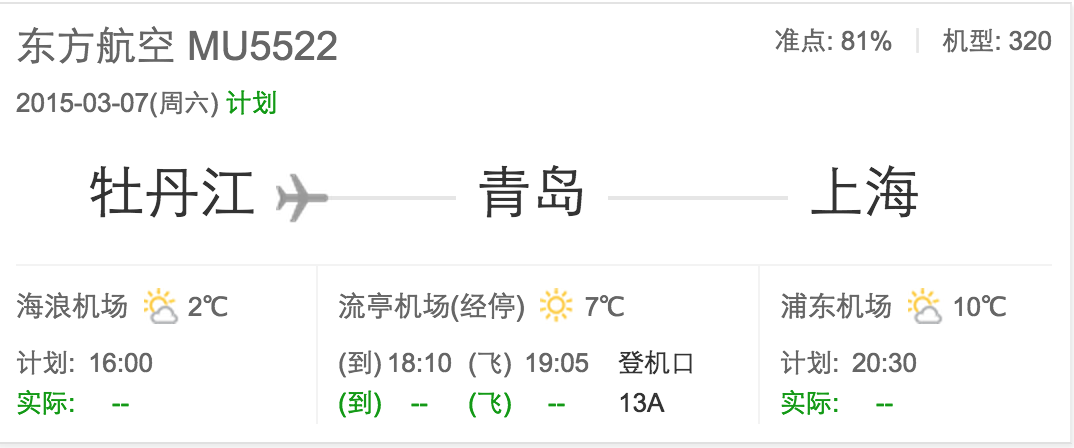 东方航空 MU5522 准点: 81% 机型: 320
2015-03-07(周六) 计划
牡丹江 青岛 上海
海浪机场 2℃ 流亭机场(经停) 7℃ 浦东机场 10℃
计划: 16:00 (到) 18:10 (飞) 19:05 登机口 计划: 20:30
实际: -- (到) -- (飞) -- 13A 实际: --